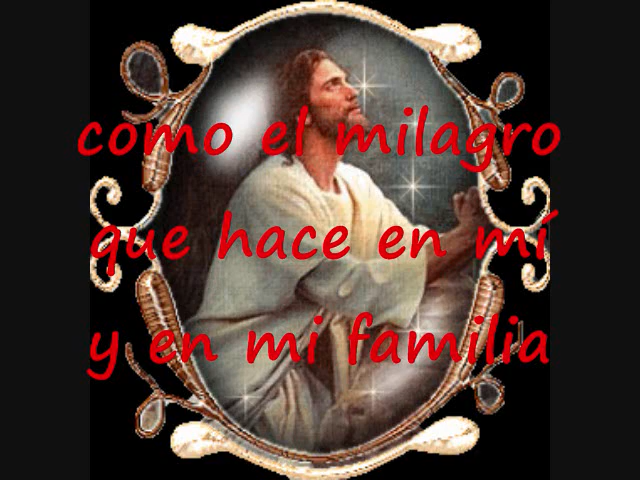 como el milagro
que hace en mí
y en mi familia